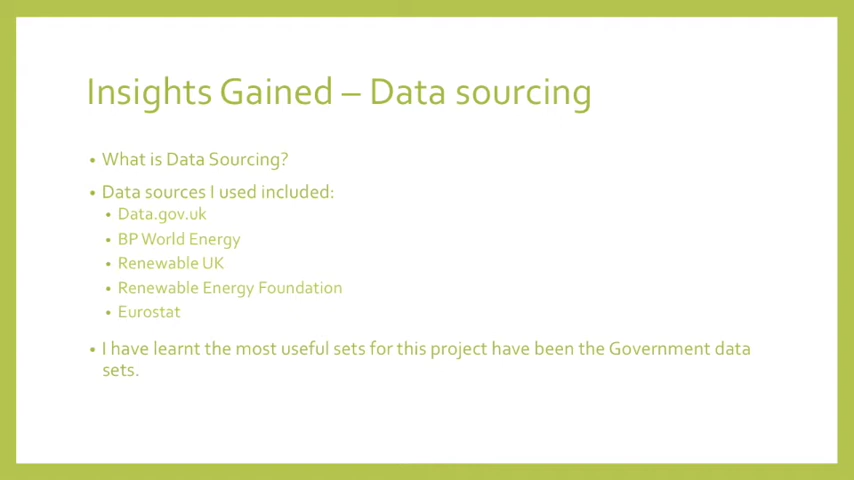 Insights Gained – Data sourcing
• What is Data Sourcing?
• Data sources I used included:
• Data.gov.uk
• BP World Energy
• Renewable UK
• Renewable Energy Foundation
• Eurostat
• I have learnt the most useful sets for this project have been the Government data
sets.